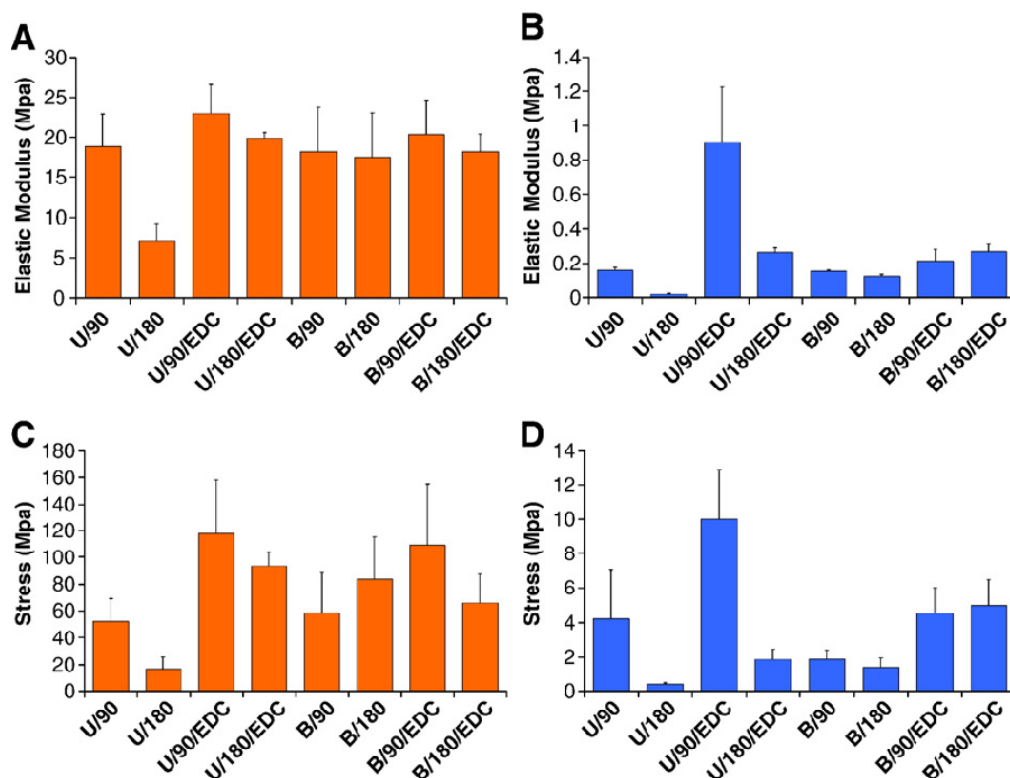 A
Elastic Modulus (Mpa)
30
25
20
15
10
5
0
U/90
U/180
U/90/EDC
U/180/EDC
B/90
B/180
B/90/EDC
B/180/EDC
B
Elastic Modulus (Mpa)
1.4
1.2
1
0.8
0.6
0.4
0.2
0
U/90
U/180
U/90/EDC
U/180/EDC
B/90
B/180
B/90/EDC
B/180/EDC
C
Stress (Mpa)
180
160
140
120
100
80
60
40
20
0
U/90
U/180
U/90/EDC
U/180/EDC
B/90
B/180
B/90/EDC
B/180/EDC
D
Stress (Mpa)
14
12
10
8
6
4
2
0
U/90
U/180
U/90/EDC
U/180/EDC
B/90
B/180
B/90/EDC
B/180/EDC